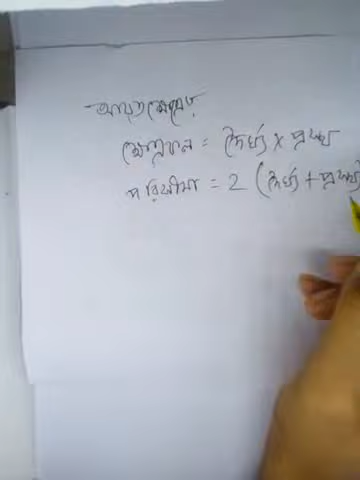 আয়তক্ষেত্রের
ক্ষেত্রফল = দৈর্ঘ্য x প্রস্থ
পরিসীমা = 2 (দৈর্ঘ্য + প্রস্থ)